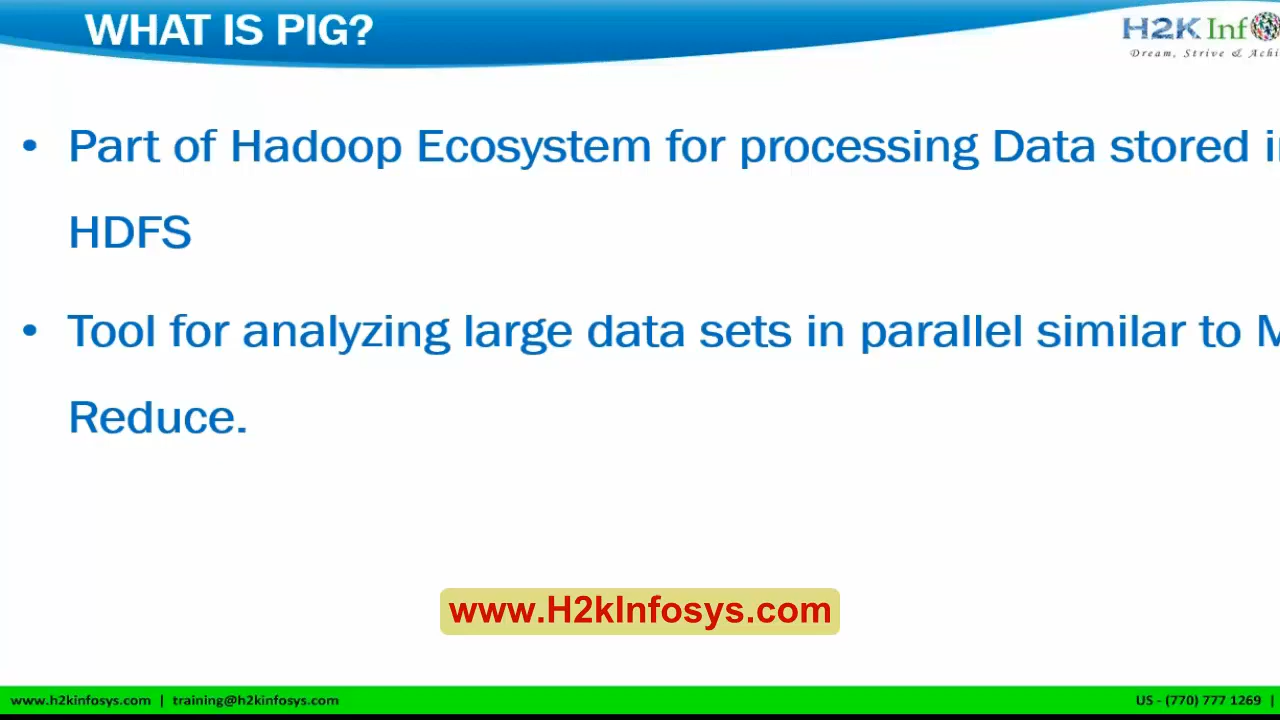 WHAT IS PIG?
H2K Inf
Dream, Strive & Achi
• Part of Hadoop Ecosystem for processing Data stored i
HDFS
• Tool for analyzing large data sets in parallel similar to M
Reduce.
www.H2kInfosys.com
www.h2kinfosys.com | training@h2kinfosys.com
US - (770) 777 1269 |